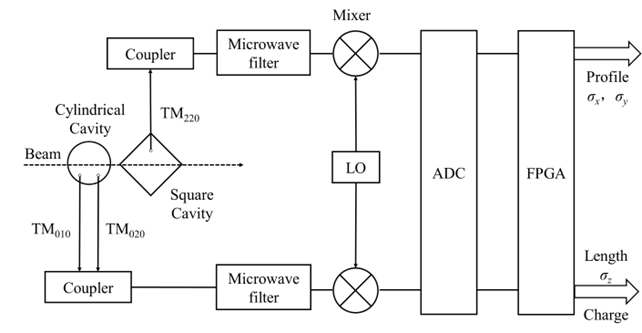 Mixer
Coupler
Microwave
filter
Profile
σx, σy
Cylindrical
Cavity
TM220
Beam
LO
ADC
FPGA
Square
Cavity
TM010
TM020
Length
σz
Coupler
Microwave
filter
Charge